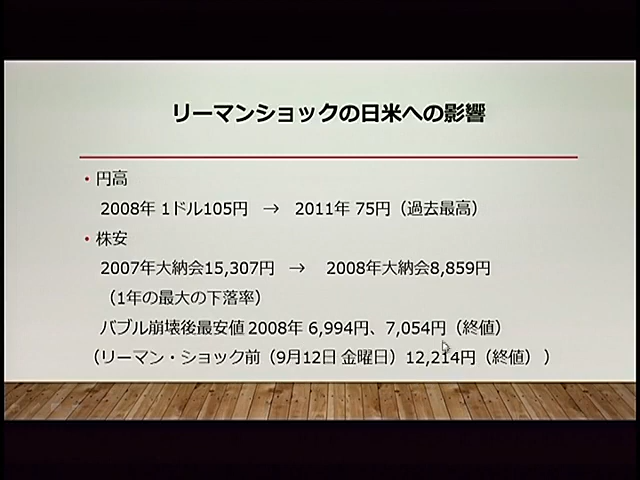 リーマンショックの日米への影響
・円高
2008年 1ドル105円 → 2011年 75円（過去最高）
・株安
2007年大納会15,307円 → 2008年大納会8,859円
（1年の最大の下落率）
バブル崩壊後最安値 2008年 6,994円、7,054円（終値）
（リーマン・ショック前（9月12日 金曜日）12,214円（終値））